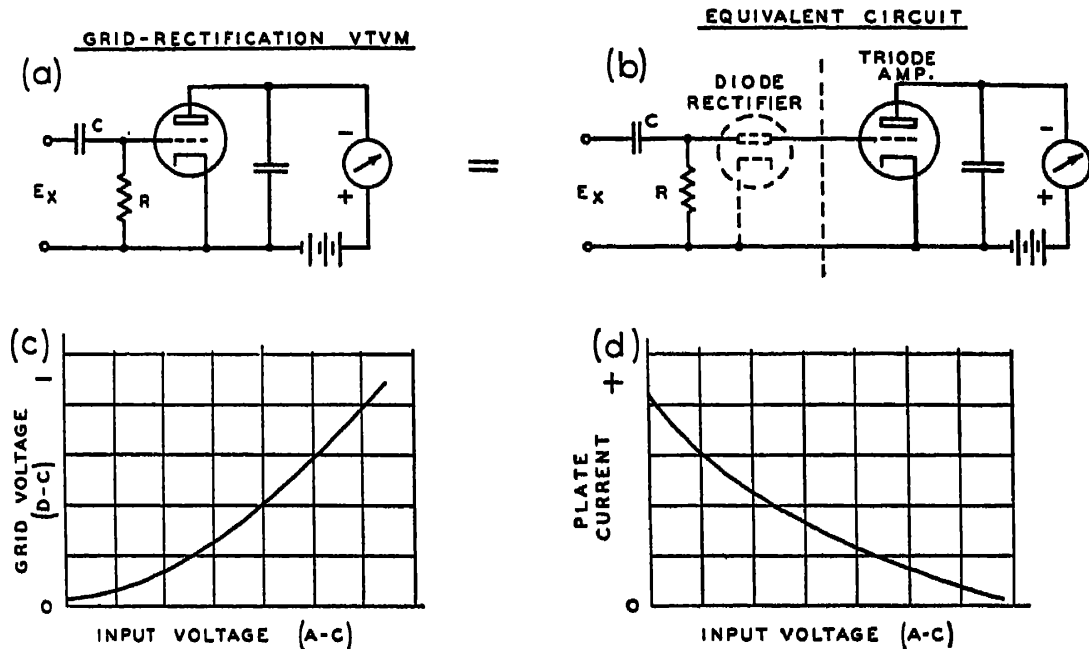 GRID-RECTIFICATION VTVM
(a)
C
R
EX
-
+
=
EQUIVALENT CIRCUIT
(b)
DIODE
RECTIFIER
TRIODE
AMP.
C
R
EX
-
+
(c)
-
GRID VOLTAGE
(D-C)
0
INPUT VOLTAGE (A-C)
(d)
+
PLATE
CURRENT
0
INPUT VOLTAGE (A-C)